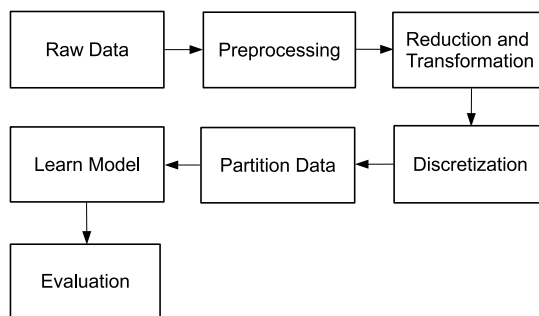 Raw Data
Preprocessing
Reduction and
Transformation
Learn Model
Partition Data
Discretization
Evaluation